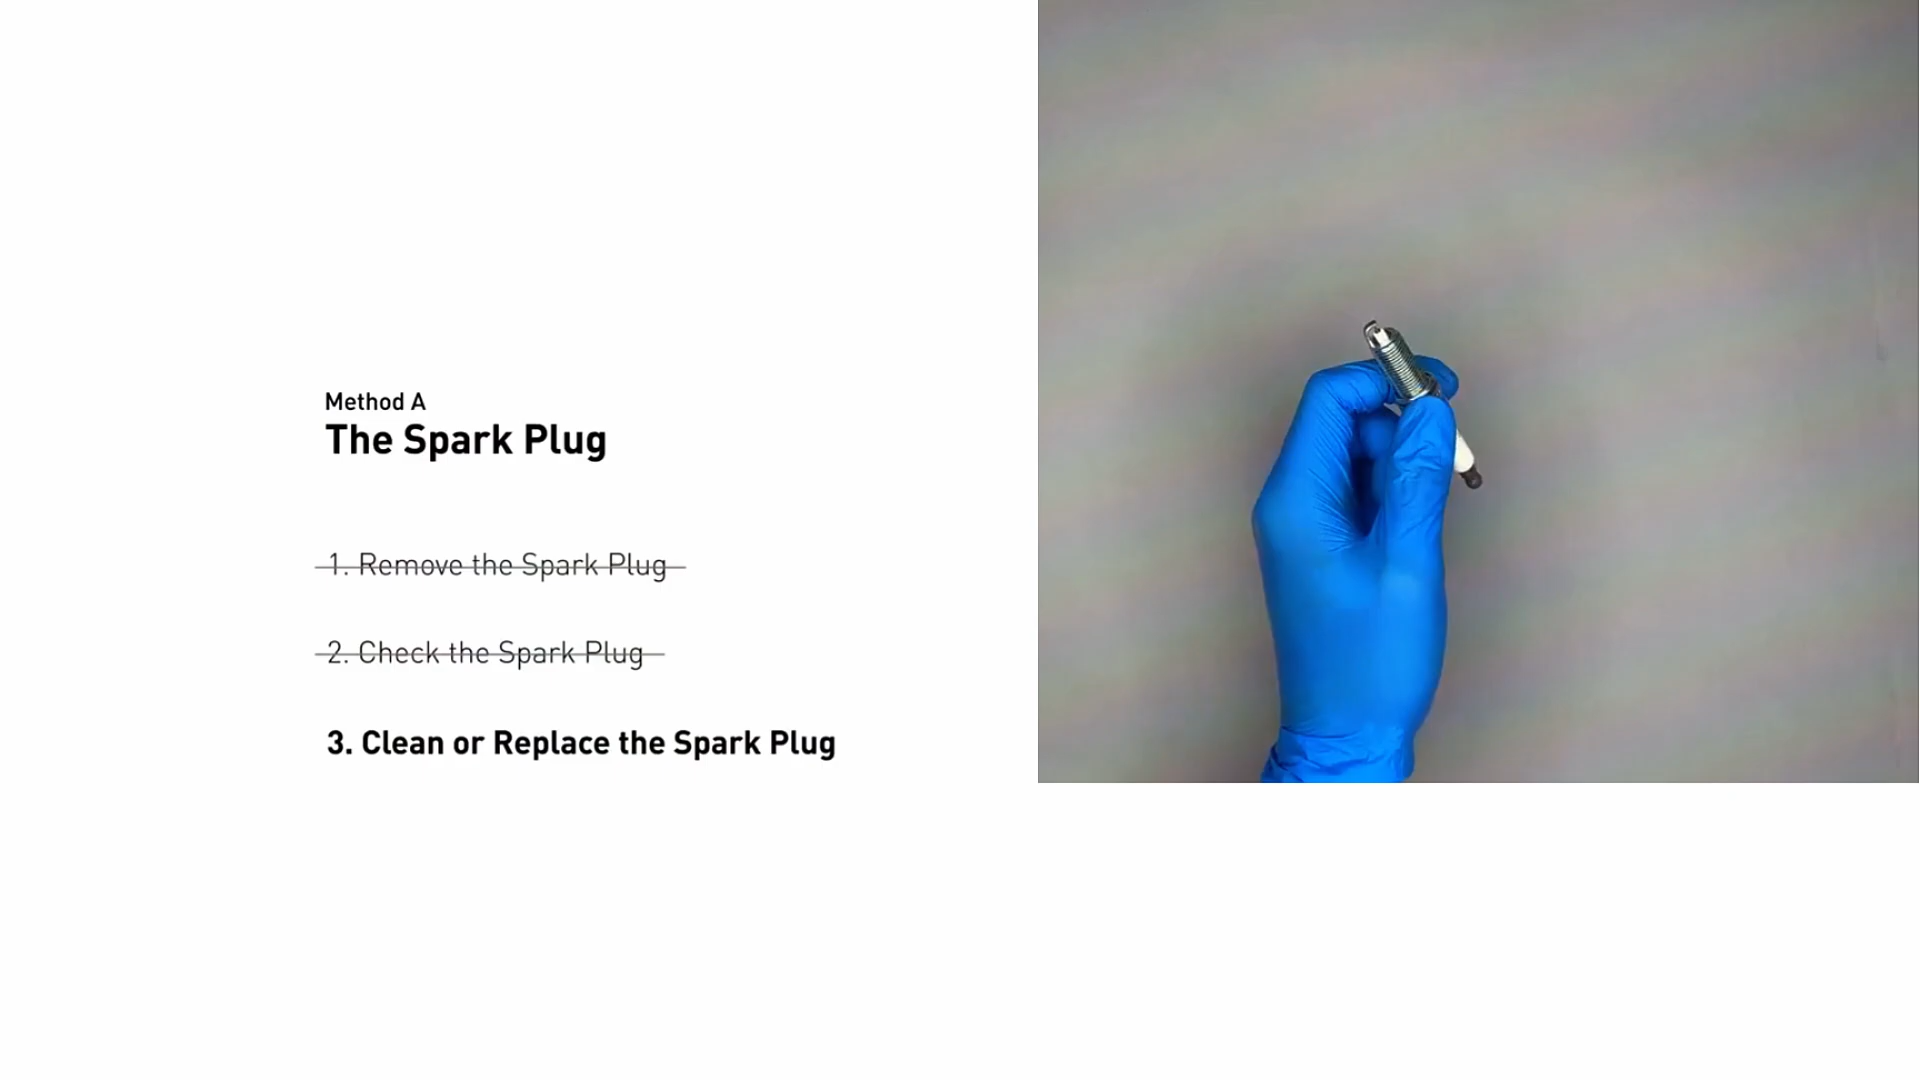 Method A
The Spark Plug
1. Remove the Spark Plug
2. Check the Spark Plug
3. Clean or Replace the Spark Plug